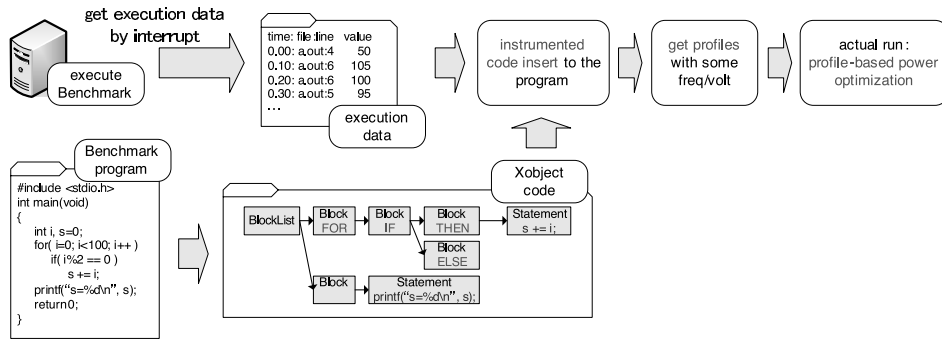 get execution data
by interrupt
execute
Benchmark
time: file:line value
0.00: a.out:4 50
0.10: a.out:6 105
0.20: a.out:6 100
0.30: a.out:5 95
...
execution
data
instrumented
code insert to the
program
get profiles
with some
freq/volt
actual run :
profile-based power
optimization
Benchmark
program
#include <stdio.h>
int main(void)
{
int i, s=0;
for( i=0; i<100; i++ )
if( i%2 == 0 )
s += i;
printf("s=%d\n", s);
return0;
}
Xobject
code
BlockList
Block
FOR
Block
IF
Block
THEN
Statement
s += i;
Block
ELSE
Block
Statement
printf("s=%d\n", s);